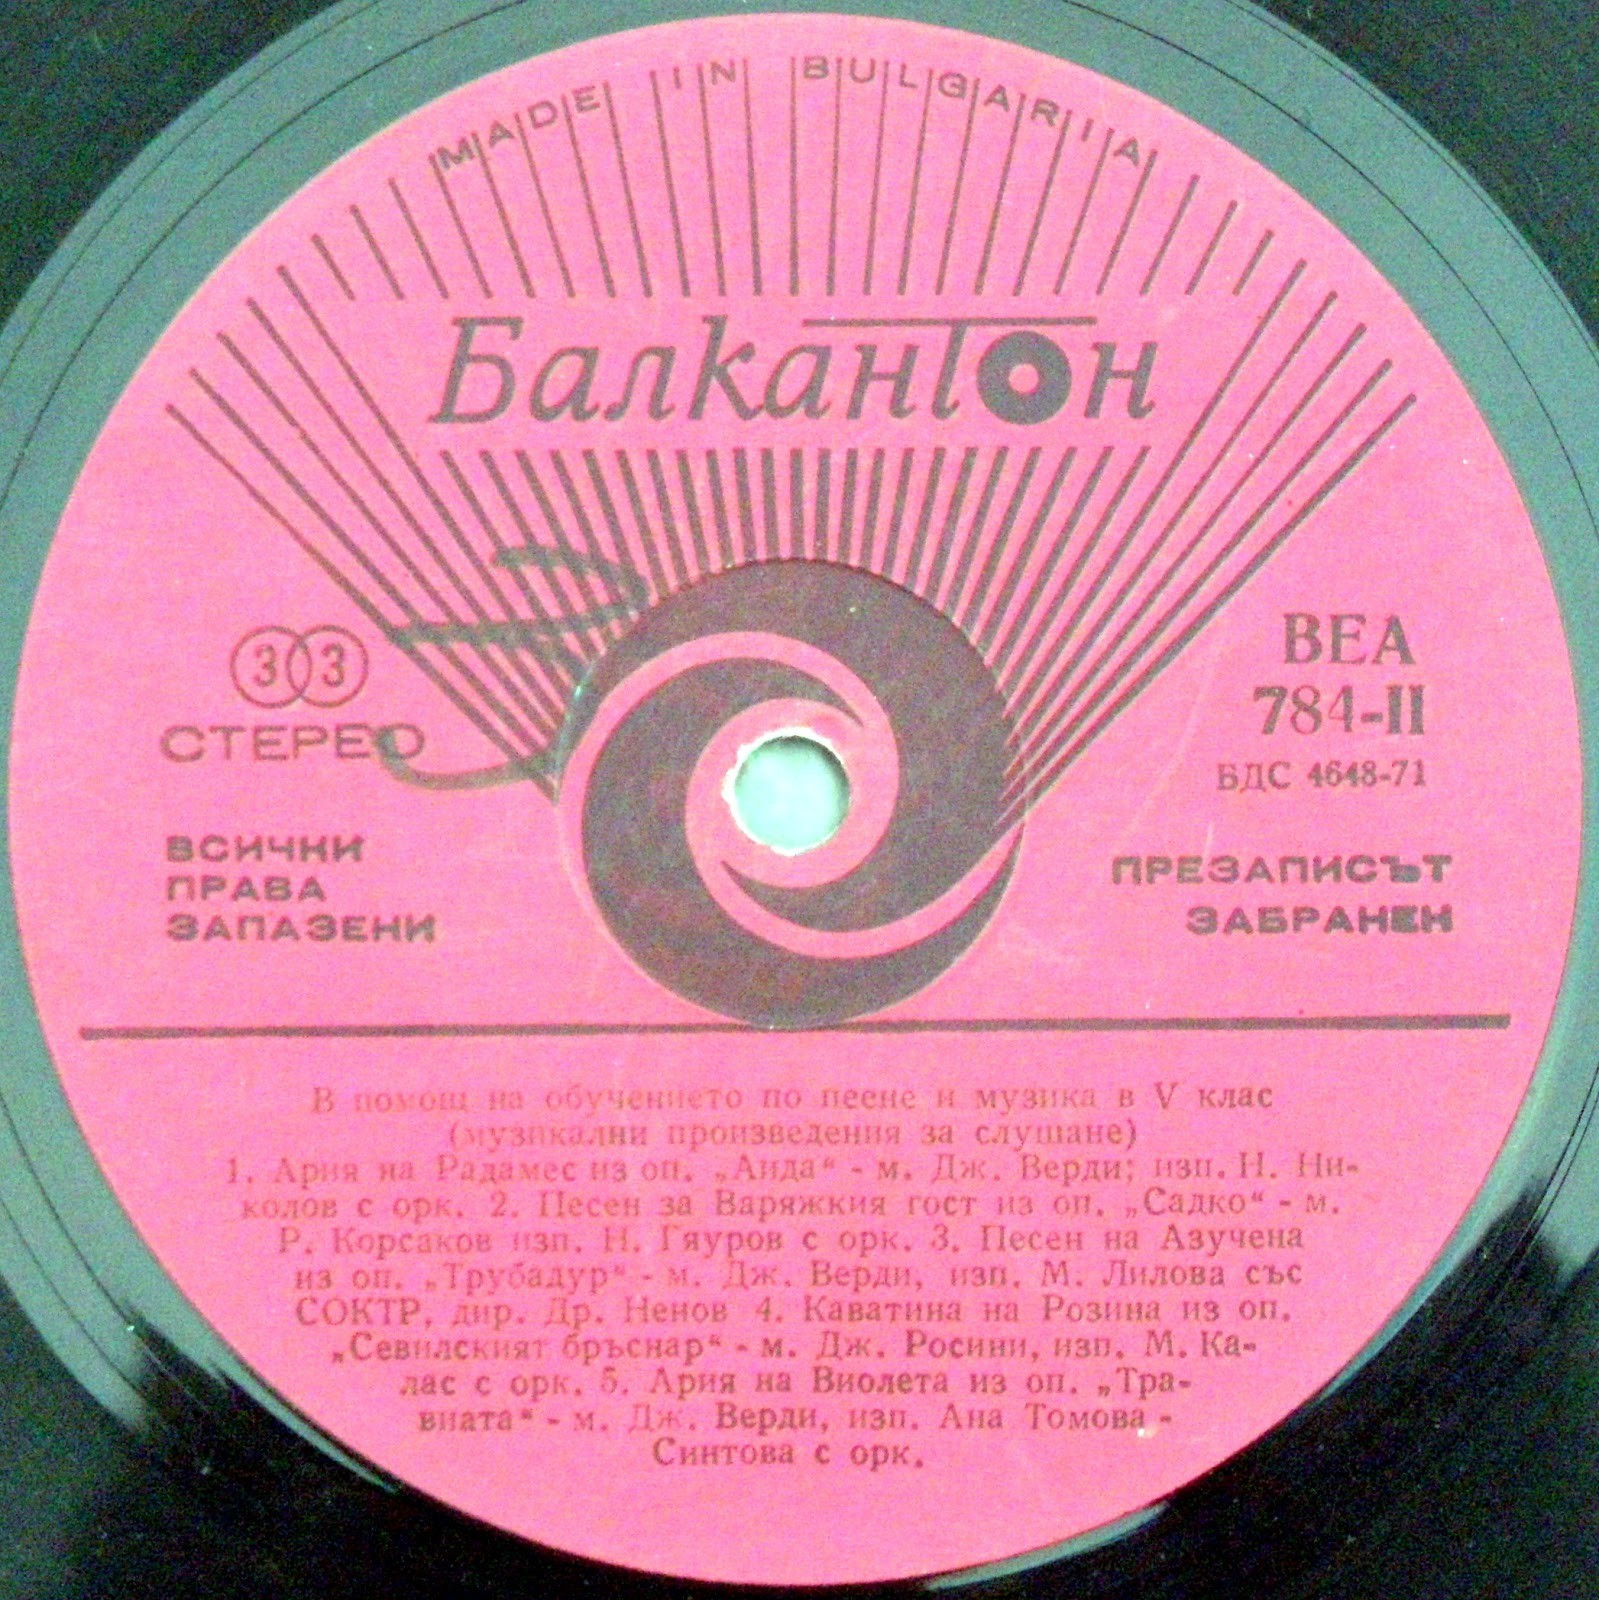 MADE IN BULGARIA
Балкантон
33
СТЕРЕО
ВЕА
784-II
БДС 4648-71
ВСИЧКИ
ПРАВА
ЗАПАЗЕНИ
ПРЕЗАПИСЪТ
ЗАБРАНЕН
В помощ на обучението по пеене и музика в V клас
(музикални произведения за слушане)
1. Ария на Радамес из оп. „Аида“ - м. Дж. Верди; изп. Н. Ни-
колов с орк. 2. Песен за Варяжкия гост из оп. „Садко“ - м.
Р. Корсаков изп. Н. Гяуров с орк. 3. Песен на Азучена
из оп. „Трубадур“ - м. Дж. Верди, изп. М. Лилова със
СОКТР, дир. Др. Ненов 4. Каватина на Розина из оп.
„Севилският бръснар“ - м. Дж. Росини, изп. М. Ка-
лас с орк. 5. Ария на Виолета из оп. „Тра-
виата“ - м. Дж. Верди, изп. Ана Томова -
Синтова с орк.